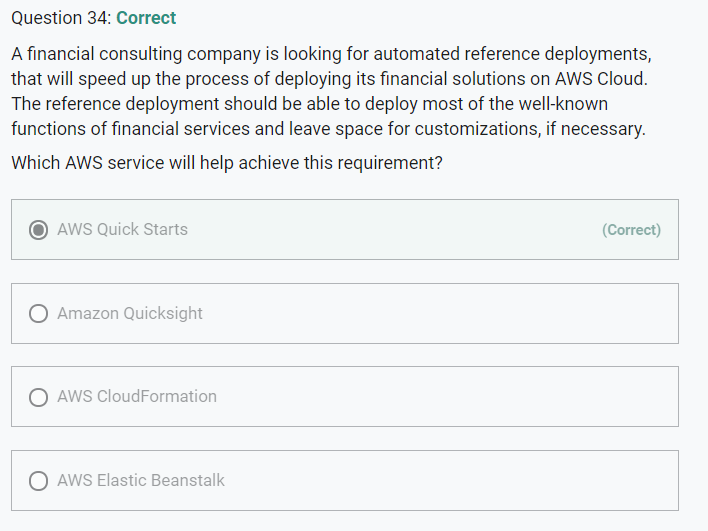 Question 34: Correct
A financial consulting company is looking for automated reference deployments,
that will speed up the process of deploying its financial solutions on AWS Cloud.
The reference deployment should be able to deploy most of the well-known
functions of financial services and leave space for customizations, if necessary.
Which AWS service will help achieve this requirement?
AWS Quick Starts (Correct)
Amazon Quicksight
AWS CloudFormation
AWS Elastic Beanstalk